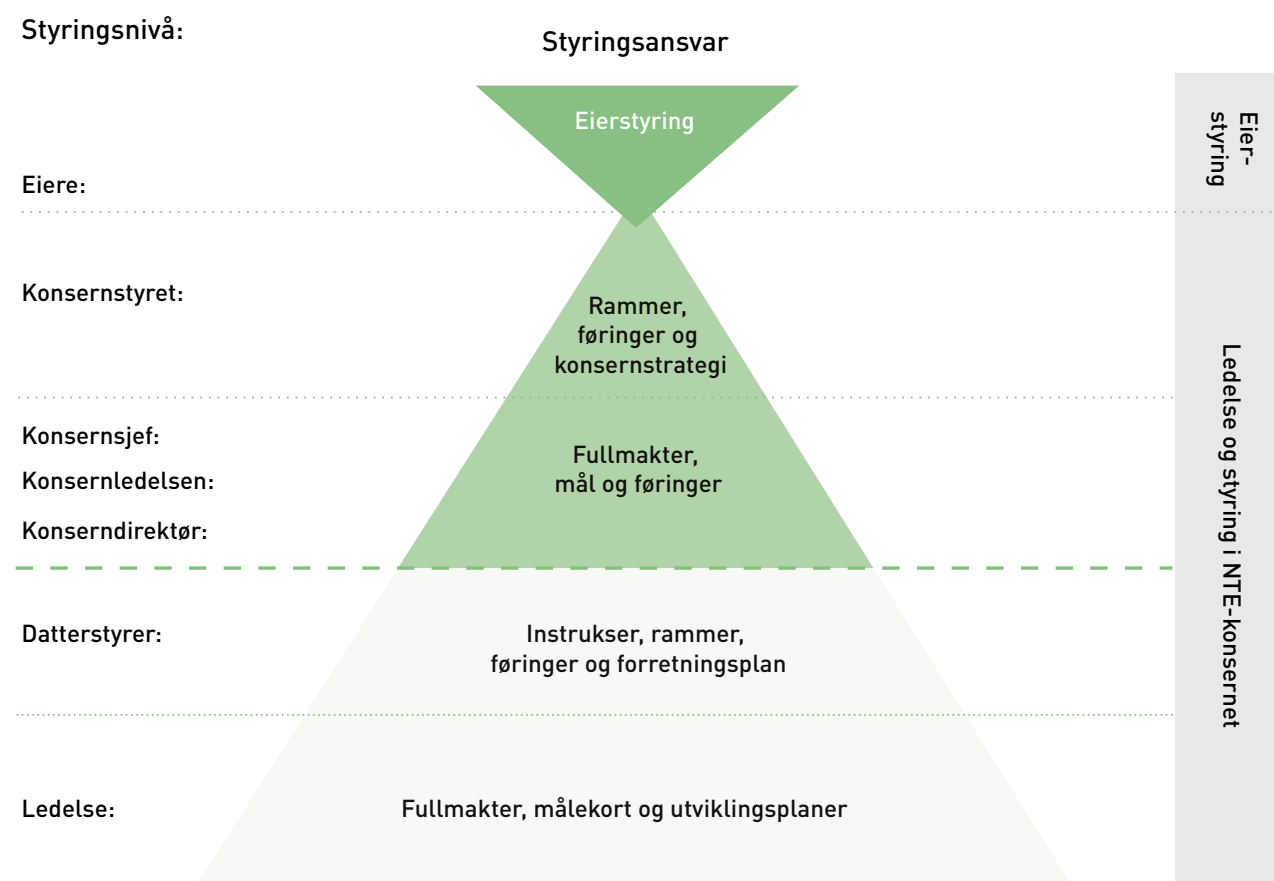 Styringsnivå:
Styringsansvar
Eierstyring
Eiere:
Konsernstyret:
Rammer,
føringer og
konsernstrategi
Konsernsjef:
Konsernledelsen:
Konserndirektør:
Fullmakter,
mål og føringer
Datterstyrer:
Instrukser, rammer,
føringer og forretningsplan
Ledelse:
Fullmakter, målekort og utviklingsplaner
Eier-
styring
Ledelse og styring i NTE-konsernet